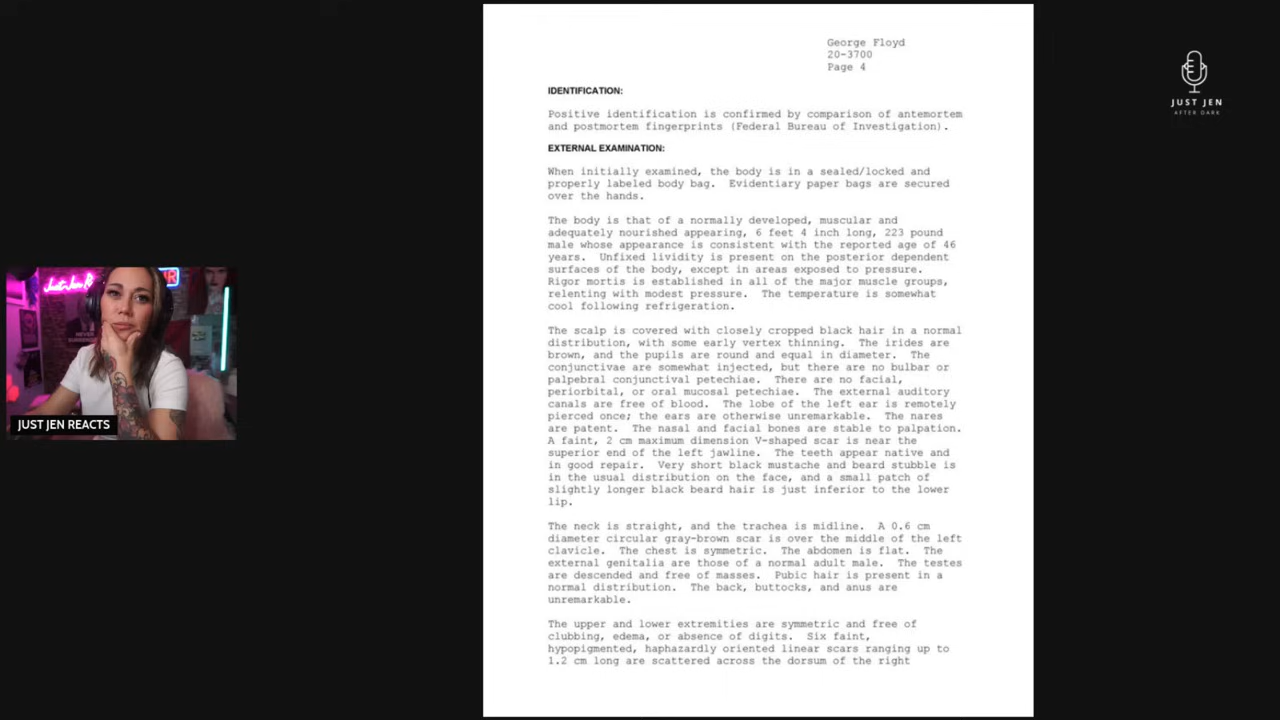 George Floyd
20-3700
Page 4
IDENTIFICATION:
Positive identification is confirmed by comparison of antemortem
and postmortem fingerprints (Federal Bureau of Investigation).
EXTERNAL EXAMINATION:
When initially examined, the body is in a sealed/locked and
properly labeled body bag.  Evidentiary paper bags are secured
over the hands.
The body is that of a normally developed, muscular and
adequately nourished appearing, 6 feet 4 inch long, 223 pound
male whose appearance is consistent with the reported age of 46
years.  Unfixed lividity is present on the posterior dependent
surfaces of the body, except in areas exposed to pressure.
Rigor mortis is established in all of the major muscle groups,
relenting with modest pressure.  The temperature is somewhat
cool following refrigeration.
The scalp is covered with closely cropped black hair in a normal
distribution, with some early vertex thinning.  The irides are
brown, and the pupils are round and equal in diameter.  The
conjunctivae are somewhat injected, but there are no bulbar or
palpebral conjunctival petechiae.  There are no facial,
periorbital, or oral mucosal petechiae.  The external auditory
canals are free of blood.  The lobe of the left ear is remotely
pierced once; the ears are otherwise unremarkable.  The nares
are patent.  The nasal and facial bones are stable to palpation.
A faint, 2 cm maximum dimension V-shaped scar is near the
superior end of the left jawline.  The teeth appear native and
in good repair.  Very short black mustache and beard stubble is
in the usual distribution on the face, and a small patch of
slightly longer black beard hair is just inferior to the lower
lip.
The neck is straight, and the trachea is midline.  A 0.6 cm
diameter circular gray-brown scar is over the middle of the left
clavicle.  The chest is symmetric.  The abdomen is flat.  The
external genitalia are those of a normal adult male.  The testes
are descended and free of masses.  Pubic hair is present in a
normal distribution.  The back, buttocks, and anus are
unremarkable.
The upper and lower extremities are symmetric and free of
clubbing, edema, or absence of digits.  Six faint,
hypopigmented, haphazardly oriented linear scars ranging up to
1.2 cm long are scattered across the dorsum of the right
JUST JEN
AFTER DARK
JUST JEN REACTS